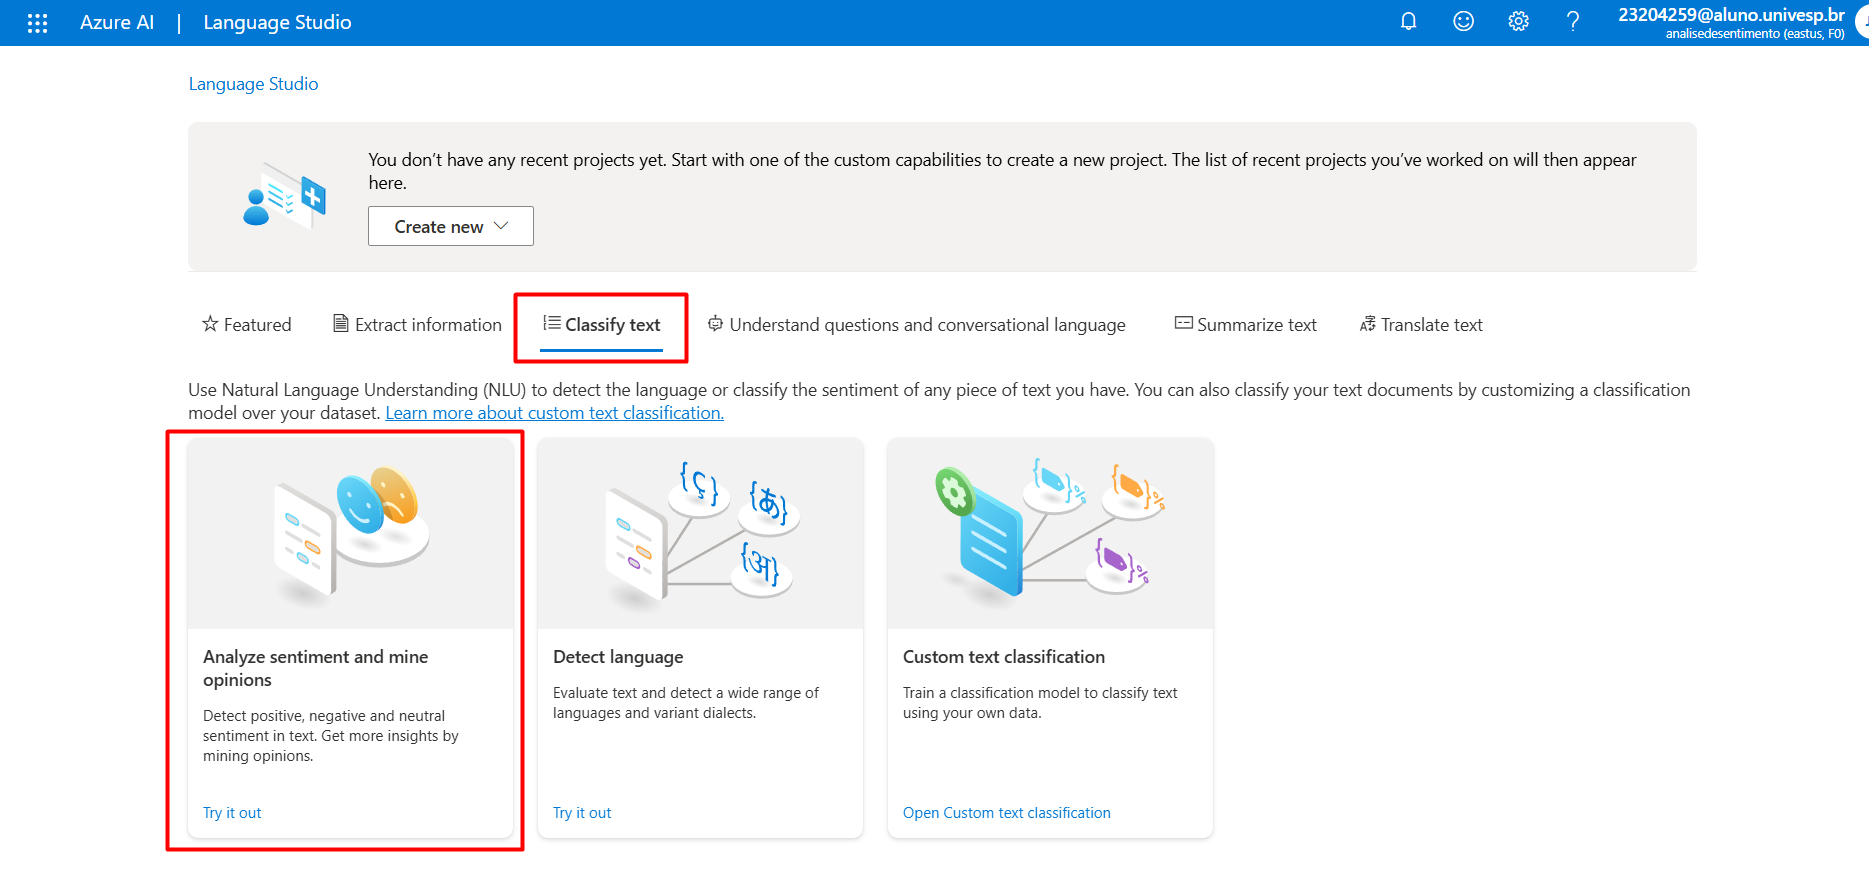 Azure AI | Language Studio
23204259@aluno.univesp.br
analisedesentimento (eastus, F0)
Language Studio
You don’t have any recent projects yet. Start with one of the custom capabilities to create a new project. The list of recent projects you’ve worked on will then appear
here.
Create new
Featured
Extract information
Classify text
Understand questions and conversational language
Summarize text
Translate text
Use Natural Language Understanding (NLU) to detect the language or classify the sentiment of any piece of text you have. You can also classify your text documents by customizing a classification
model over your dataset. Learn more about custom text classification.
{ç}
{あ}
{अ}
Analyze sentiment and mine
opinions
Detect positive, negative and neutral
sentiment in text. Get more insights by
mining opinions.
Try it out
Detect language
Evaluate text and detect a wide range of
languages and variant dialects.
Try it out
Custom text classification
Train a classification model to classify text
using your own data.
Open Custom text classification